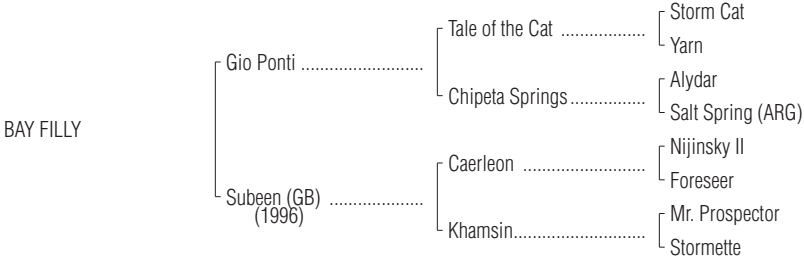 Storm Cat
Tale of the Cat ..................
Yarn
Gio Ponti ..........................
Alydar
Chipeta Springs................
Salt Spring (ARG)
BAY FILLY
Nijinsky II
Caerleon ..........................
Foreseer
Subeen (GB) ....................
(1996)
Mr. Prospector
Khamsin............................
Stormette